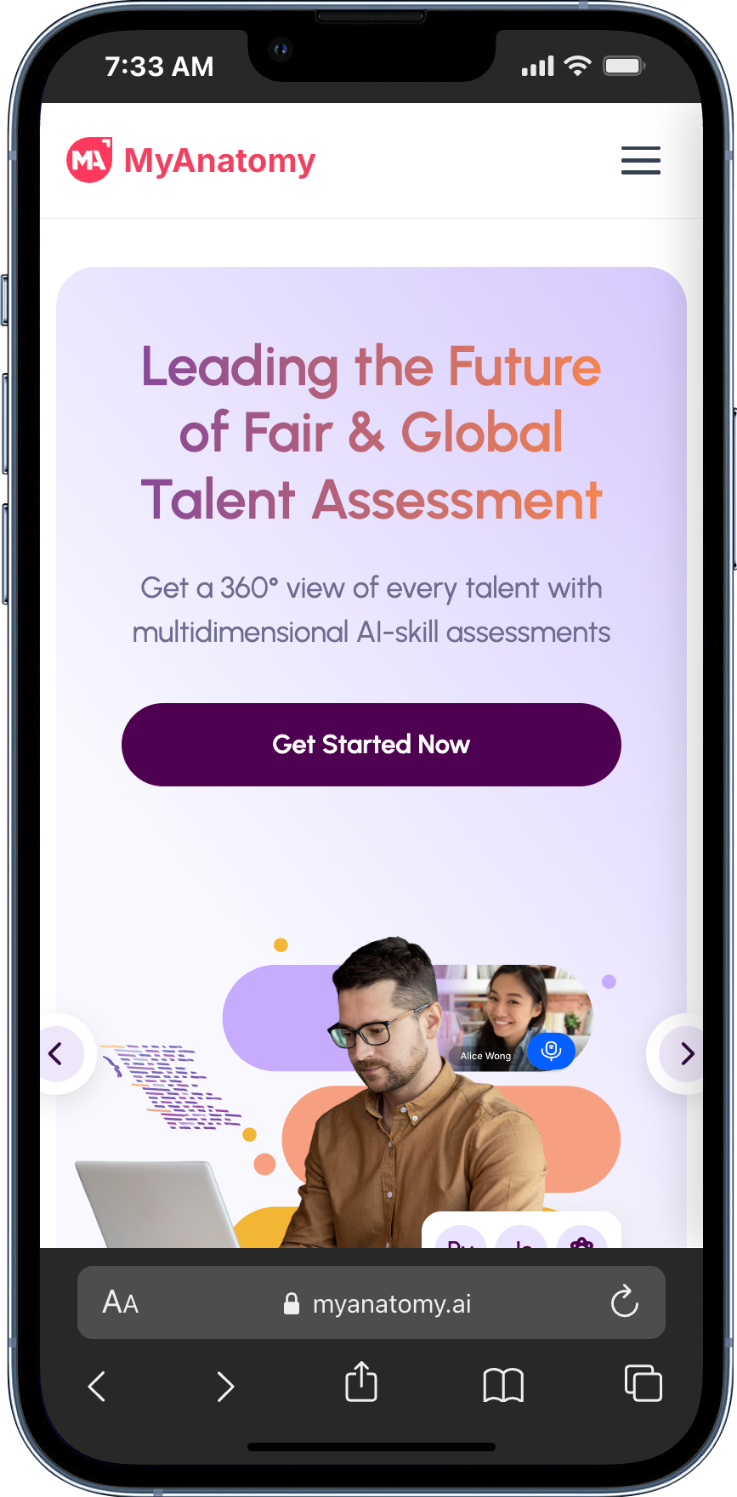 7:33 AM
MA MyAnatomy
Leading the Future
of Fair & Global
Talent Assessment
Get a 360° view of every talent with
multidimensional AI-skill assessments
Get Started Now
Alice Wong
AA myanatomy.ai